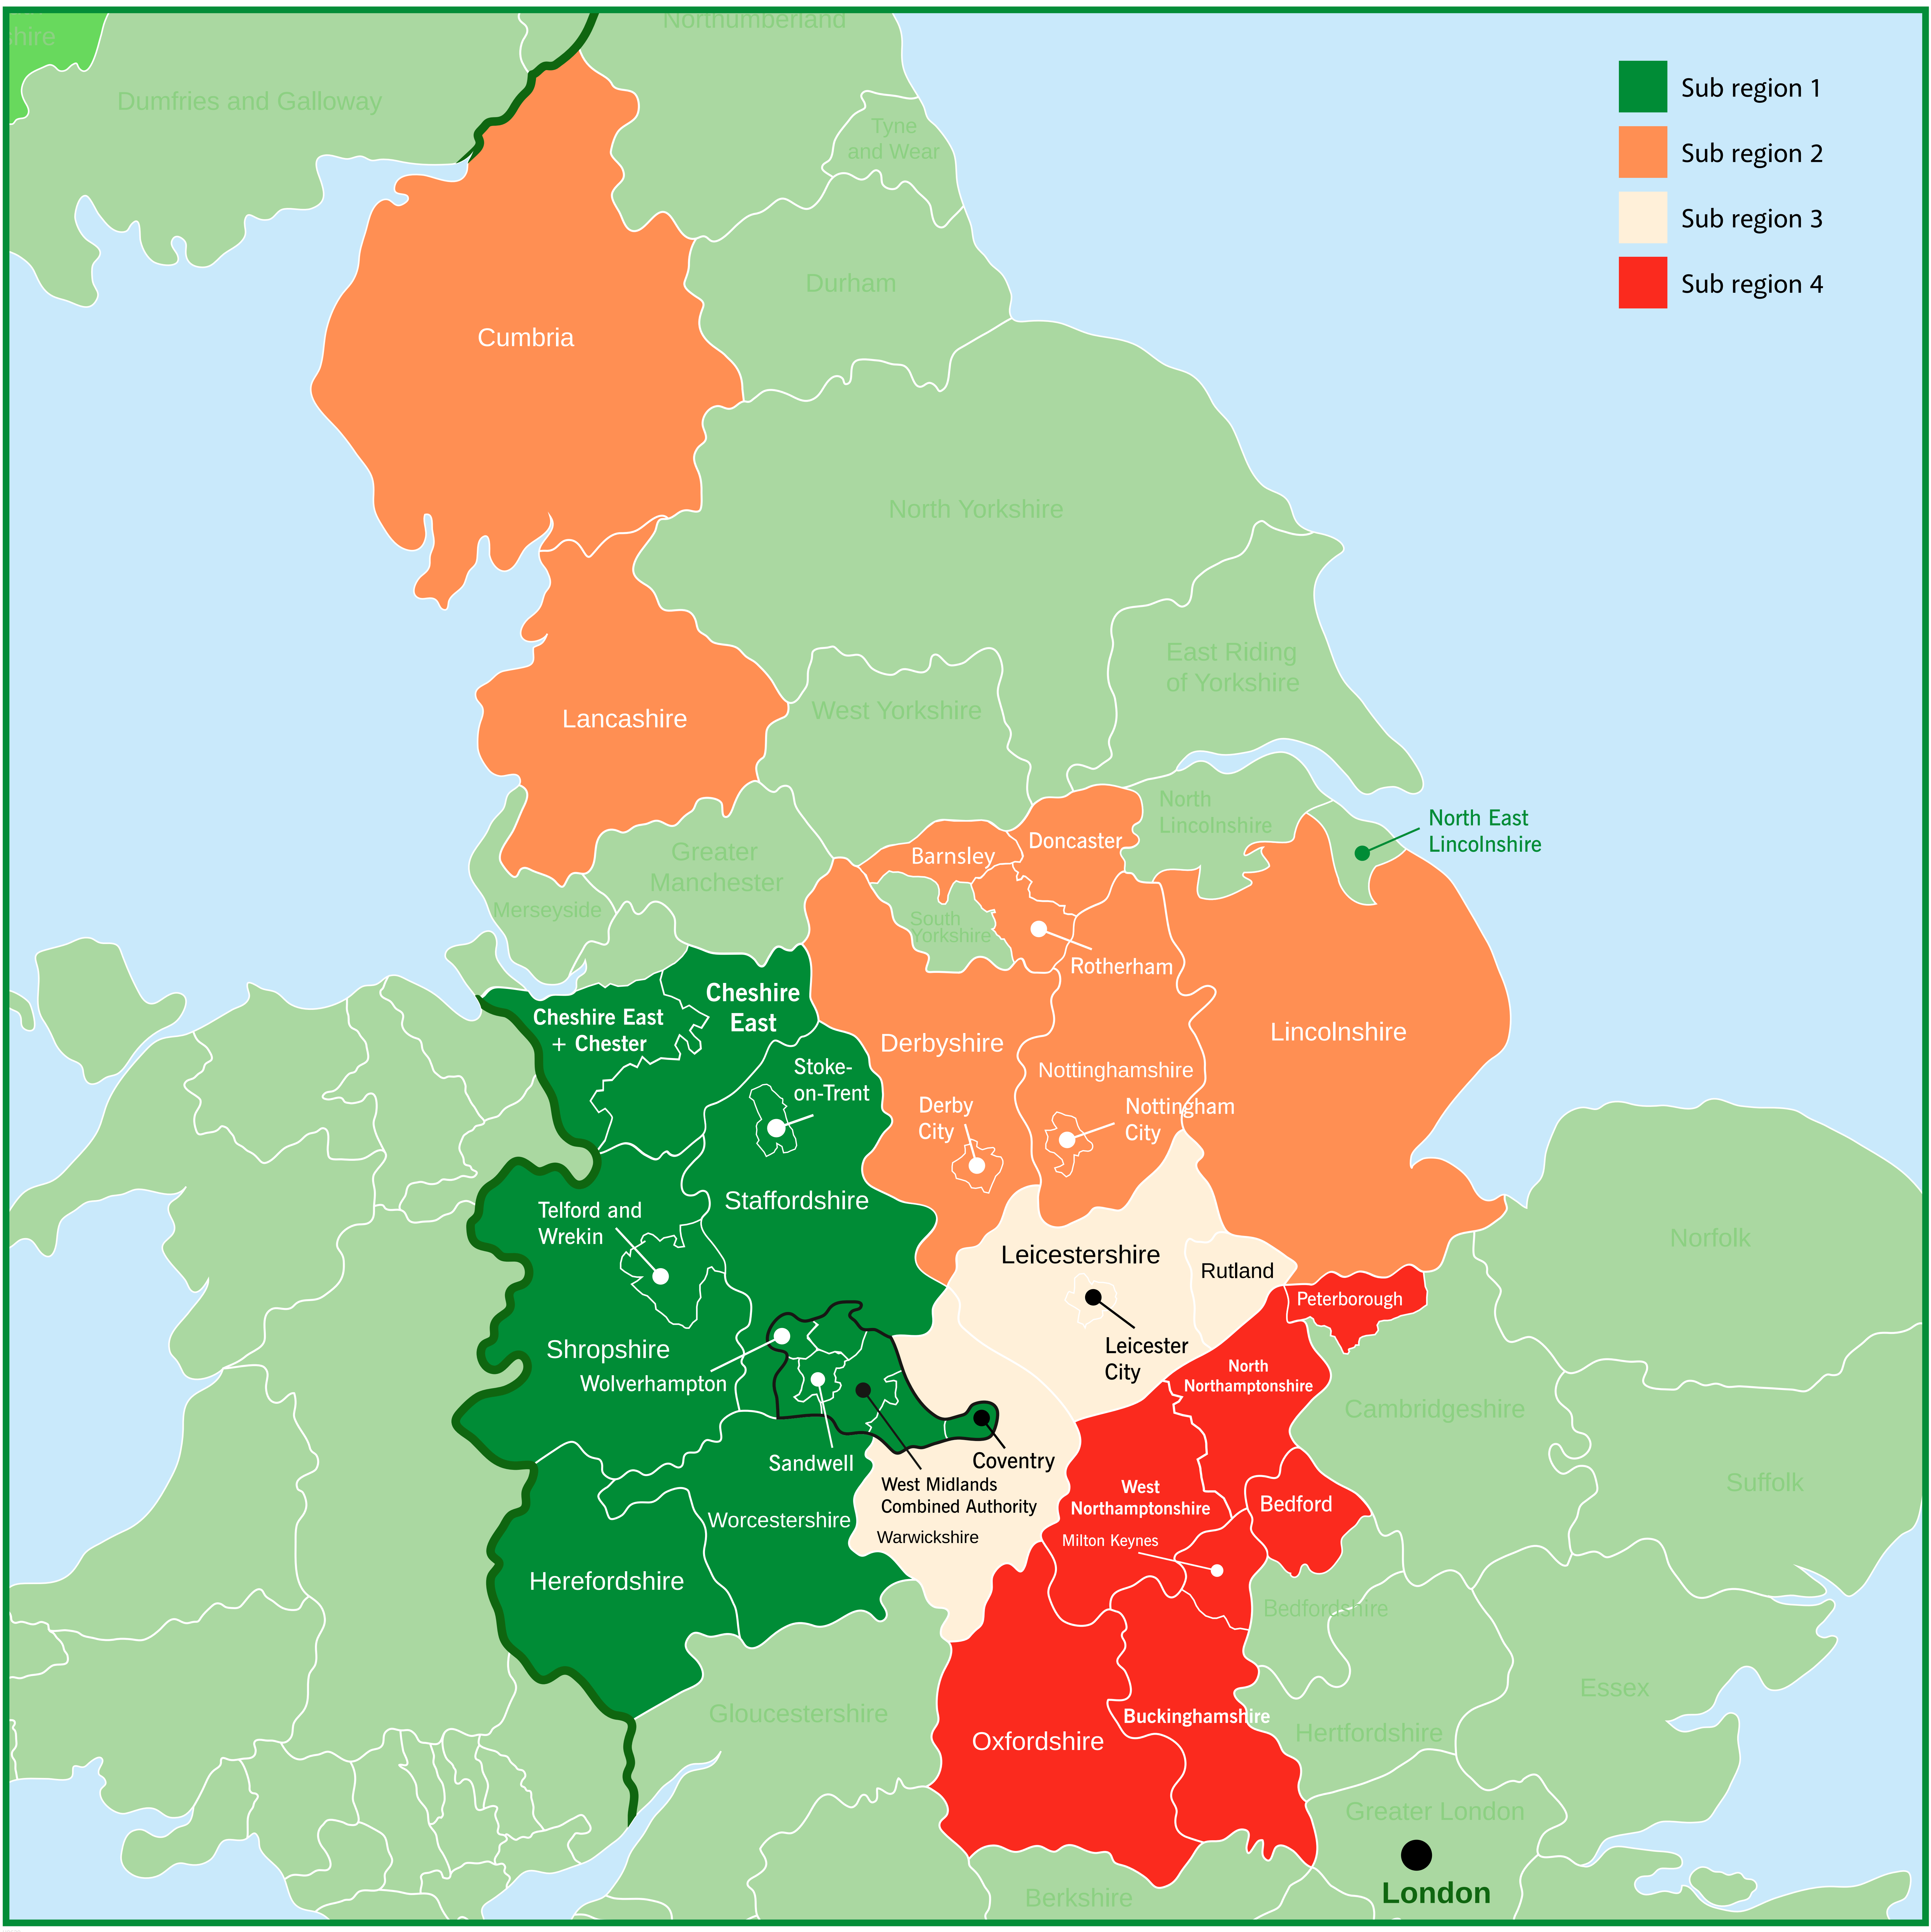 Northumberland
shire
Dumfries and Galloway
Tyne
and Wear
Sub region 1
Sub region 2
Sub region 3
Sub region 4
Durham
Cumbria
North Yorkshire
East Riding
of Yorkshire
West Yorkshire
Lancashire
North
Lincolnshire
North East
Lincolnshire
Doncaster
Barnsley
Greater
Manchester
Merseyside
South
Yorkshire
Rotherham
Cheshire
East
Cheshire East
+ Chester
Lincolnshire
Derbyshire
Nottinghamshire
Stoke-
on-Trent
Derby
City
Nottingham
City
Staffordshire
Telford and
Wrekin
Norfolk
Leicestershire
Rutland
Peterborough
Leicester
City
Shropshire
Wolverhampton
North
Northamptonshire
Cambridgeshire
Suffolk
Sandwell
Coventry
West Midlands
Combined Authority
Warwickshire
West
Northamptonshire
Bedford
Milton Keynes
Worcestershire
Herefordshire
Bedfordshire
Essex
Gloucestershire
Buckinghamshire
Hertfordshire
Oxfordshire
Greater London
London
Berkshire